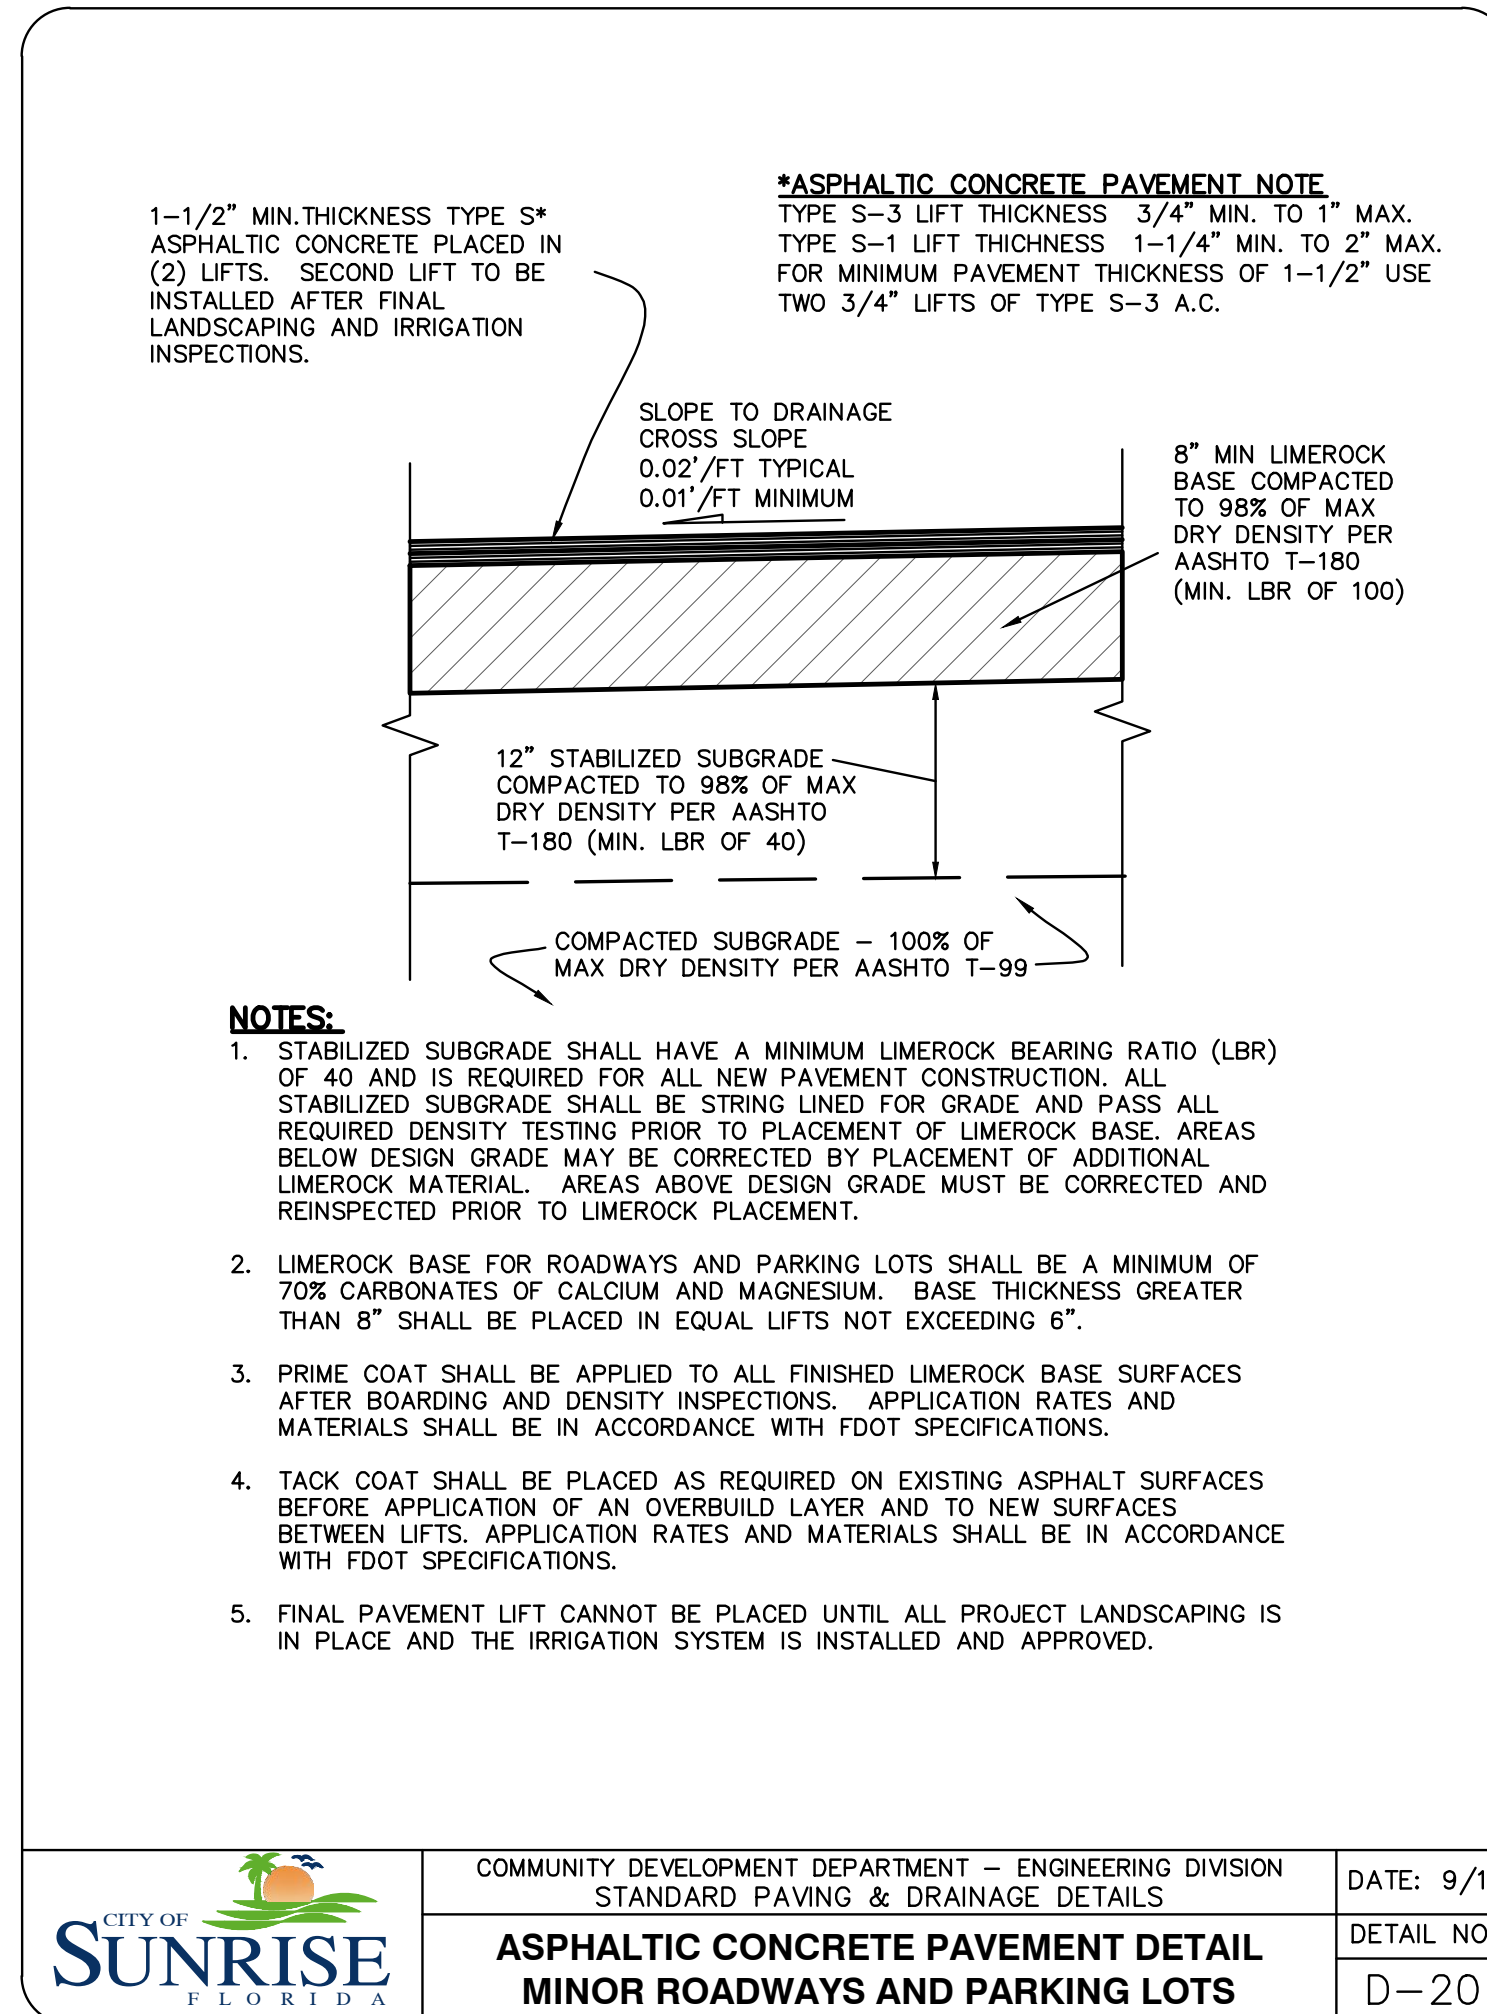 *ASPHALTIC CONCRETE PAVEMENT NOTE
TYPE S-3 LIFT THICKNESS 3/4" MIN. TO 1" MAX.
TYPE S-1 LIFT THICHNESS 1-1/4" MIN. TO 2" MAX.
FOR MINIMUM PAVEMENT THICKNESS OF 1-1/2" USE
TWO 3/4" LIFTS OF TYPE S-3 A.C.
1-1/2" MIN.THICKNESS TYPE S*
ASPHALTIC CONCRETE PLACED IN
(2) LIFTS. SECOND LIFT TO BE
INSTALLED AFTER FINAL
LANDSCAPING AND IRRIGATION
INSPECTIONS.
SLOPE TO DRAINAGE
CROSS SLOPE
0.02'/FT TYPICAL
0.01'/FT MINIMUM
8" MIN LIMEROCK
BASE COMPACTED
TO 98% OF MAX
DRY DENSITY PER
AASHTO T-180
(MIN. LBR OF 100)
12" STABILIZED SUBGRADE
COMPACTED TO 98% OF MAX
DRY DENSITY PER AASHTO
T-180 (MIN. LBR OF 40)
COMPACTED SUBGRADE - 100% OF
MAX DRY DENSITY PER AASHTO T-99
NOTES:
1. STABILIZED SUBGRADE SHALL HAVE A MINIMUM LIMEROCK BEARING RATIO (LBR)
OF 40 AND IS REQUIRED FOR ALL NEW PAVEMENT CONSTRUCTION. ALL
STABILIZED SUBGRADE SHALL BE STRING LINED FOR GRADE AND PASS ALL
REQUIRED DENSITY TESTING PRIOR TO PLACEMENT OF LIMEROCK BASE. AREAS
BELOW DESIGN GRADE MAY BE CORRECTED BY PLACEMENT OF ADDITIONAL
LIMEROCK MATERIAL. AREAS ABOVE DESIGN GRADE MUST BE CORRECTED AND
REINSPECTED PRIOR TO LIMEROCK PLACEMENT.
2. LIMEROCK BASE FOR ROADWAYS AND PARKING LOTS SHALL BE A MINIMUM OF
70% CARBONATES OF CALCIUM AND MAGNESIUM. BASE THICKNESS GREATER
THAN 8" SHALL BE PLACED IN EQUAL LIFTS NOT EXCEEDING 6".
3. PRIME COAT SHALL BE APPLIED TO ALL FINISHED LIMEROCK BASE SURFACES
AFTER BOARDING AND DENSITY INSPECTIONS. APPLICATION RATES AND
MATERIALS SHALL BE IN ACCORDANCE WITH FDOT SPECIFICATIONS.
4. TACK COAT SHALL BE PLACED AS REQUIRED ON EXISTING ASPHALT SURFACES
BEFORE APPLICATION OF AN OVERBUILD LAYER AND TO NEW SURFACES
BETWEEN LIFTS. APPLICATION RATES AND MATERIALS SHALL BE IN ACCORDANCE
WITH FDOT SPECIFICATIONS.
5. FINAL PAVEMENT LIFT CANNOT BE PLACED UNTIL ALL PROJECT LANDSCAPING IS
IN PLACE AND THE IRRIGATION SYSTEM IS INSTALLED AND APPROVED.
CITY OF
SUNRISE
FLORIDA
COMMUNITY DEVELOPMENT DEPARTMENT - ENGINEERING DIVISION
STANDARD PAVING & DRAINAGE DETAILS
ASPHALTIC CONCRETE PAVEMENT DETAIL
MINOR ROADWAYS AND PARKING LOTS
DATE: 9/1
DETAIL NO
D-20